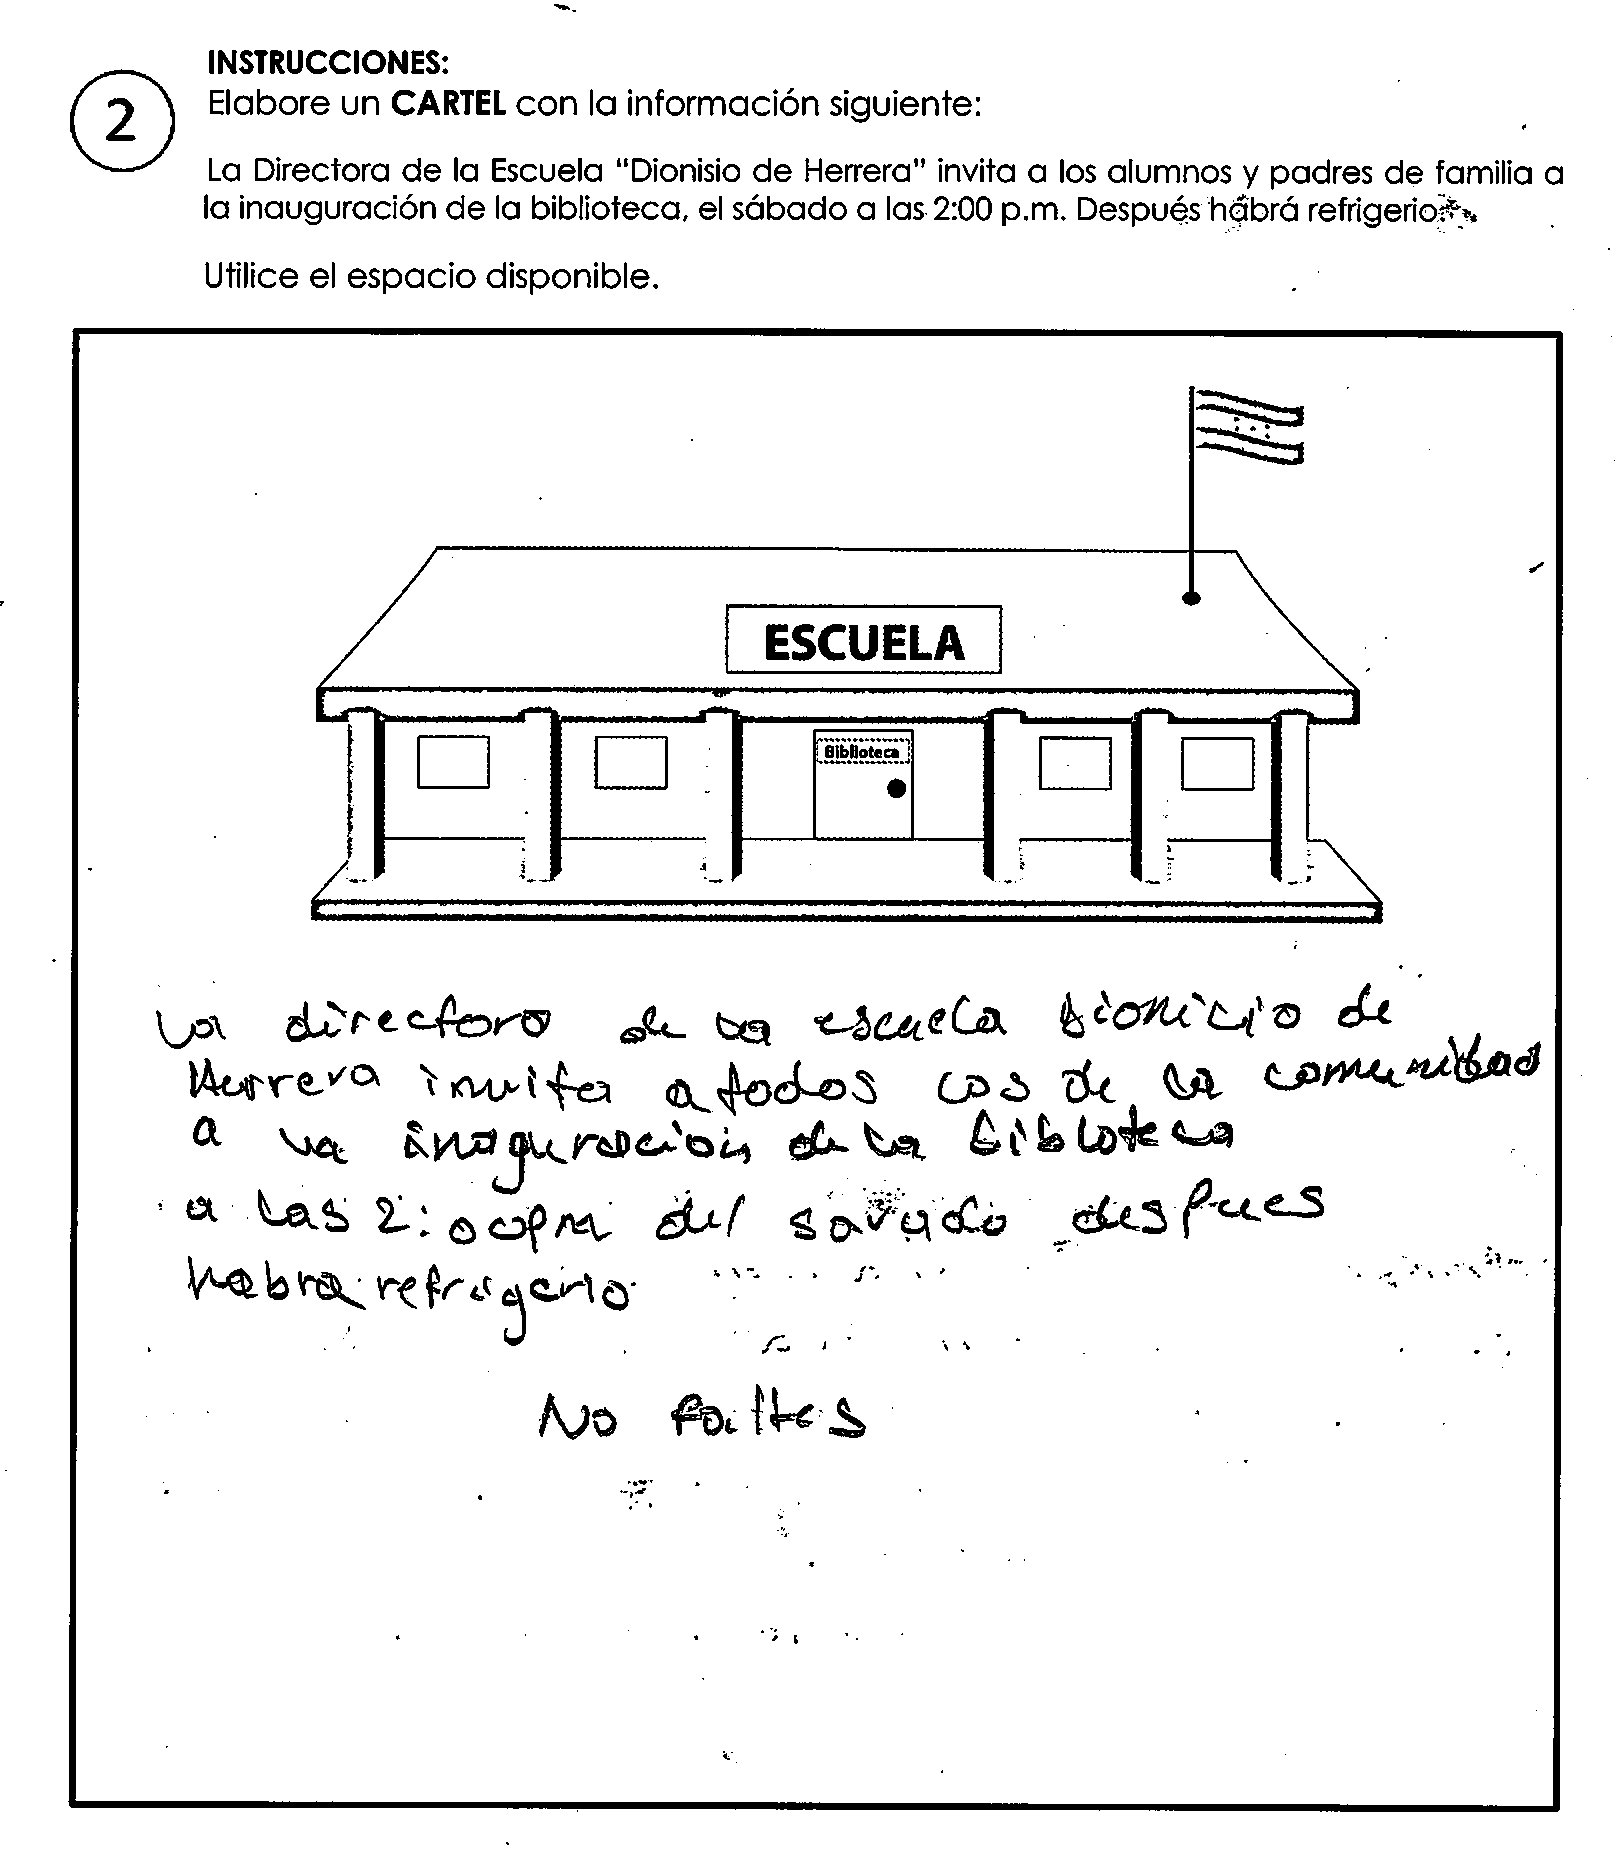 INSTRUCCIONES:
2
Elabore un CARTEL con la información siguiente:
La Directora de la Escuela "Dionisio de Herrera" invita a los alumnos y padres de familia a
la inauguración de la biblioteca, el sábado a las 2:00 p.m. Después habrá refrigerio.
Utilice el espacio disponible.
ESCUELA
Biblioteca
La directora de la escuela Dionicio de
Herrera invita a todos los de la comunidad
a la inaguracion de la bibloteca
a las 2:00pm del savado despues
habra refrigerio
No faltes